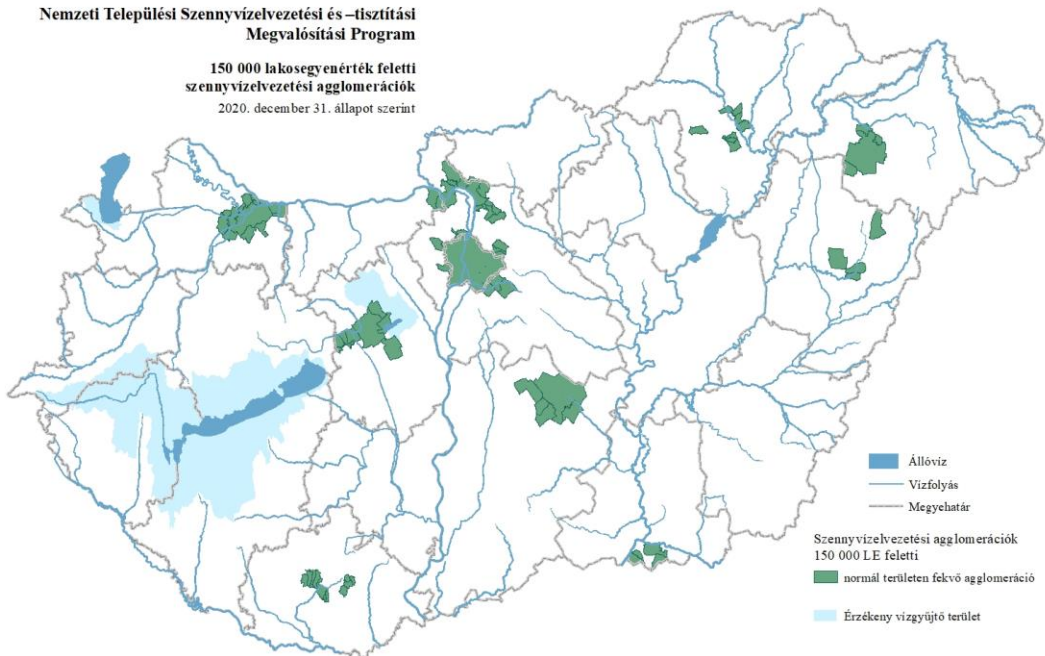 Nemzeti Települési Szennyvízelvezetési és –tisztítási
Megvalósítási Program
150 000 lakosegyenérték feletti
szennyvízelvezetési agglomerációk
2020. december 31. állapot szerint
Állóvíz
Vízfolyás
Megyehatár
Szennyvízelvezetési agglomerációk
150 000 LE feletti
normál területen fekvő agglomeráció
Érzékeny vízgyűjtő terület